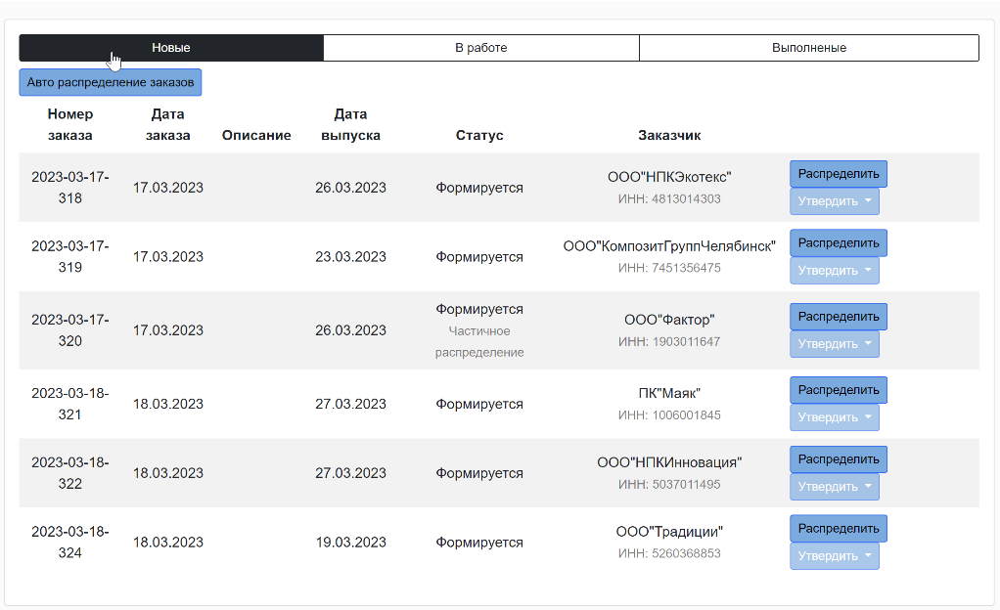 Новые В работе Выполненые
Авто распределение заказов
Номер заказа Дата заказа Описание Дата выпуска Статус Заказчик
2023-03-17-318 17.03.2023 26.03.2023 Формируется ООО"НПКЭкотекс" Распределить
ИНН: 4813014303 Утвердить
2023-03-17-319 17.03.2023 23.03.2023 Формируется ООО"КомпозитГруппЧелябинск" Распределить
ИНН: 7451356475 Утвердить
2023-03-17-320 17.03.2023 26.03.2023 Формируется Частичное распределение ООО"Фактор" Распределить
ИНН: 1903011647 Утвердить
2023-03-18-321 18.03.2023 27.03.2023 Формируется ПК"Маяк" Распределить
ИНН: 1006001845 Утвердить
2023-03-18-322 18.03.2023 27.03.2023 Формируется ООО"НПКИнновация" Распределить
ИНН: 5037011495 Утвердить
2023-03-18-324 18.03.2023 19.03.2023 Формируется ООО"Традиции" Распределить
ИНН: 5260368853 Утвердить